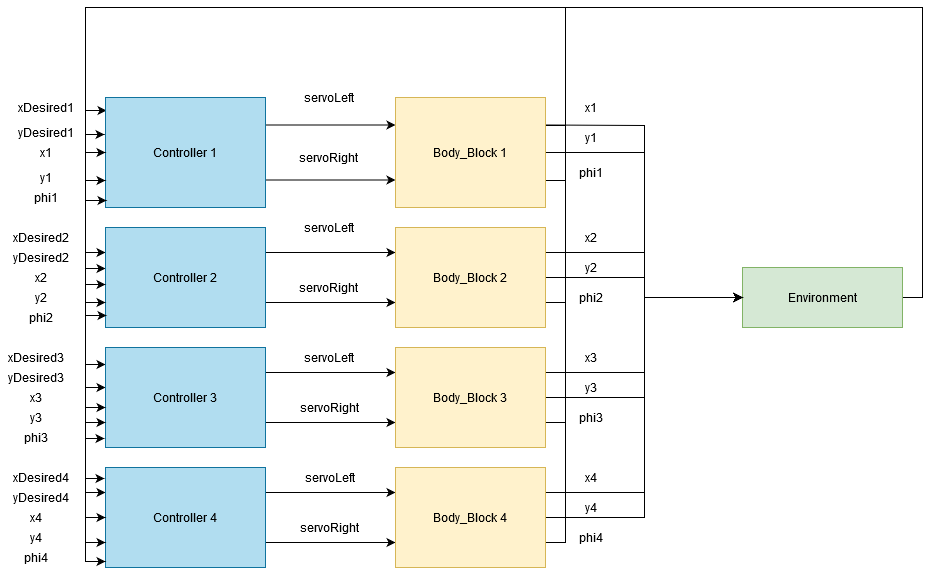 xDesired1
yDesired1
x1
y1
phi1
Controller 1
servoLeft
servoRight
Body_Block 1
x1
y1
phi1
xDesired2
yDesired2
x2
y2
phi2
Controller 2
servoLeft
servoRight
Body_Block 2
x2
y2
phi2
Environment
xDesired3
yDesired3
x3
y3
phi3
Controller 3
servoLeft
servoRight
Body_Block 3
x3
y3
phi3
xDesired4
yDesired4
x4
y4
phi4
Controller 4
servoLeft
servoRight
Body_Block 4
x4
y4
phi4